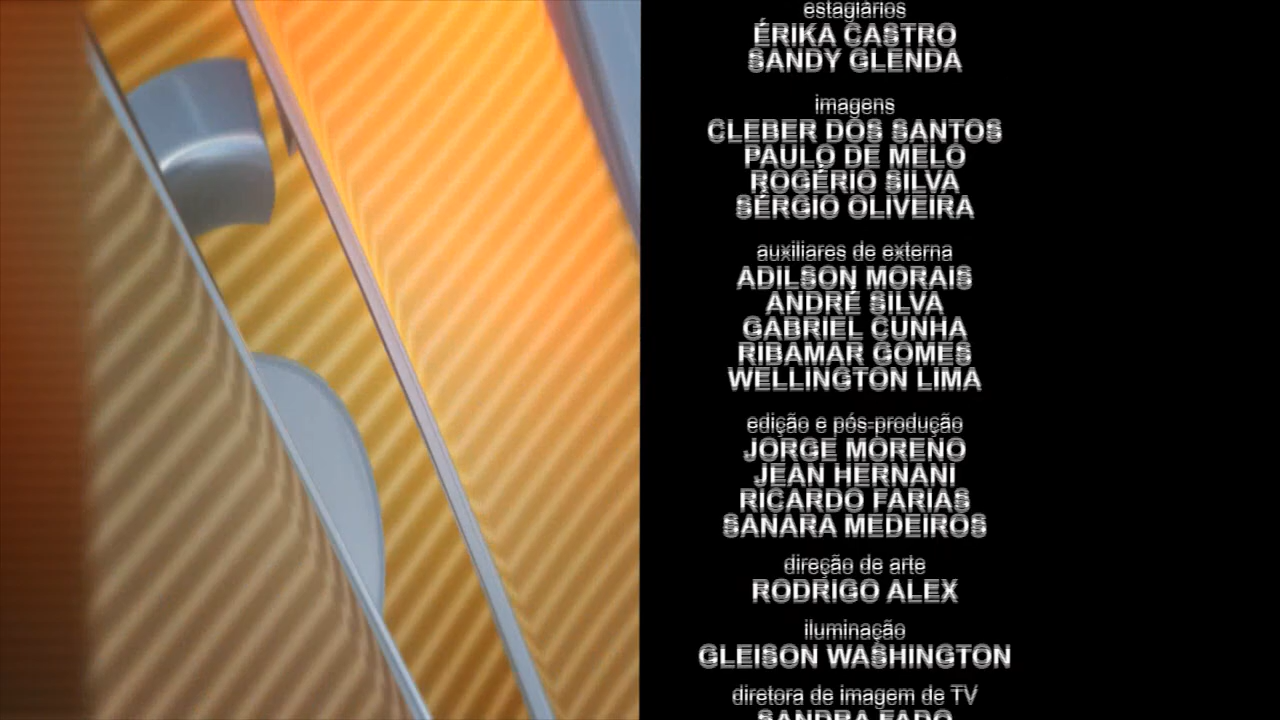 estagiários
ÉRIKA CASTRO
SANDY GLENDA
imagens
CLEBER DOS SANTOS
PAULO DE MELO
ROGÉRIO SILVA
SÉRGIO OLIVEIRA
auxiliares de externa
ADILSON MORAIS
ANDRÉ SILVA
GABRIEL CUNHA
RIBAMAR GOMES
WELLINGTON LIMA
edição e pós-produção
JORGE MORENO
JEAN HERNANI
RICARDO FARIAS
SANARA MEDEIROS
direção de arte
RODRIGO ALEX
iluminação
GLEISON WASHINGTON
diretora de imagem de TV
SANDRA FADO